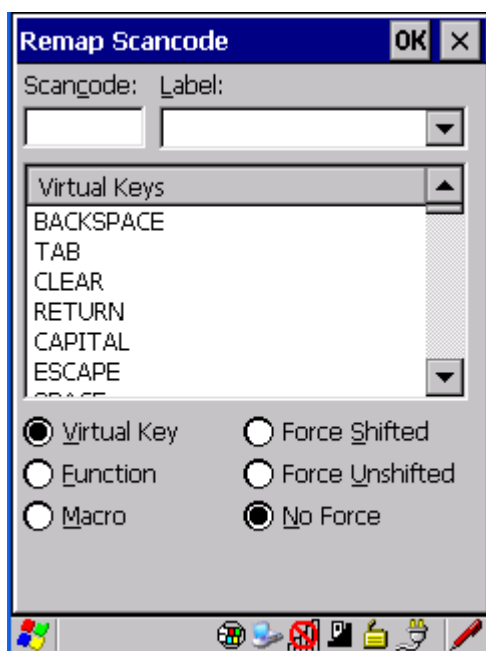 Remap Scancode OK
Scancode: Label:
Virtual Keys
BACKSPACE
TAB
CLEAR
RETURN
CAPITAL
ESCAPE
Virtual Key Force Shifted
Function Force Unshifted
Macro No Force